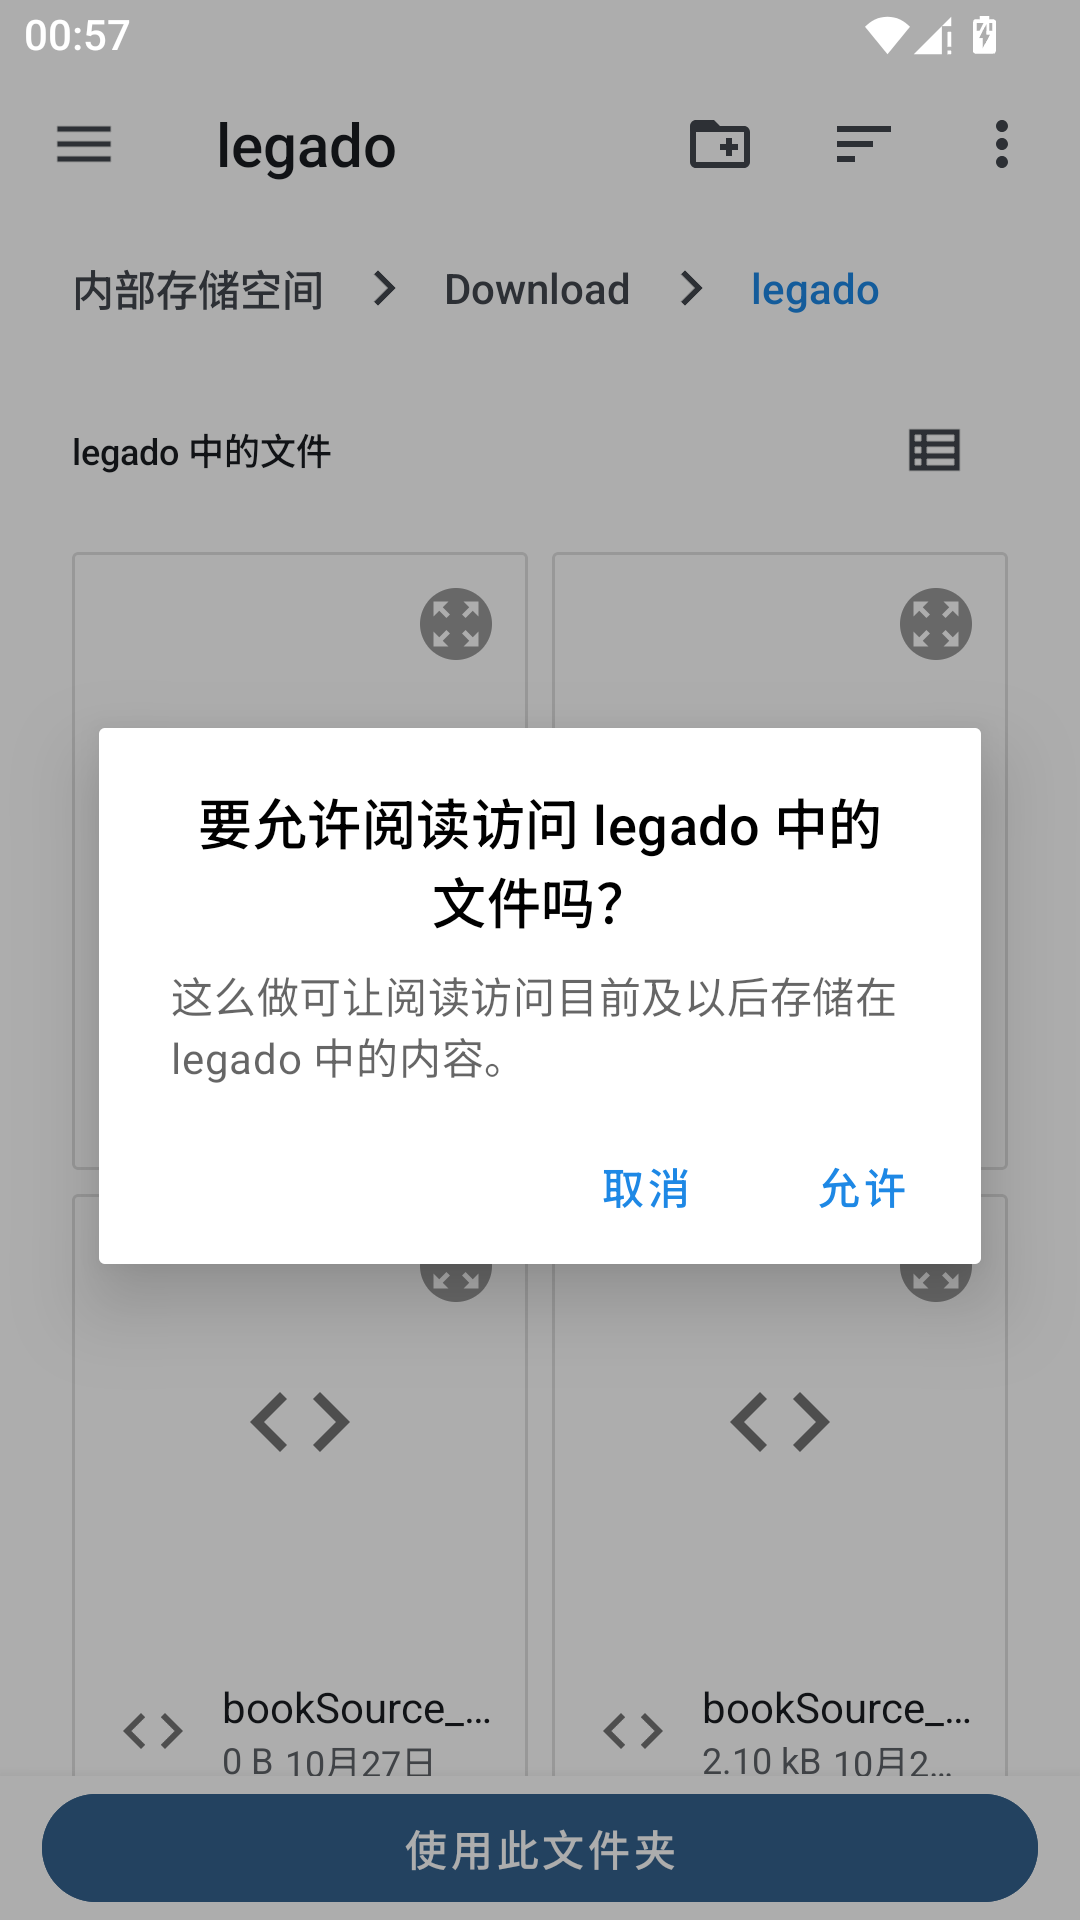 00:57
legado
内部存储空间 Download legado
legado 中的文件
要允许阅读访问 legado 中的
文件吗？
这么做可让阅读访问目前及以后存储在
legado 中的内容。
取消 允许
bookSource_… bookSource_…
0 B 10月27日 2.10 kB 10月2…
使用此文件夹